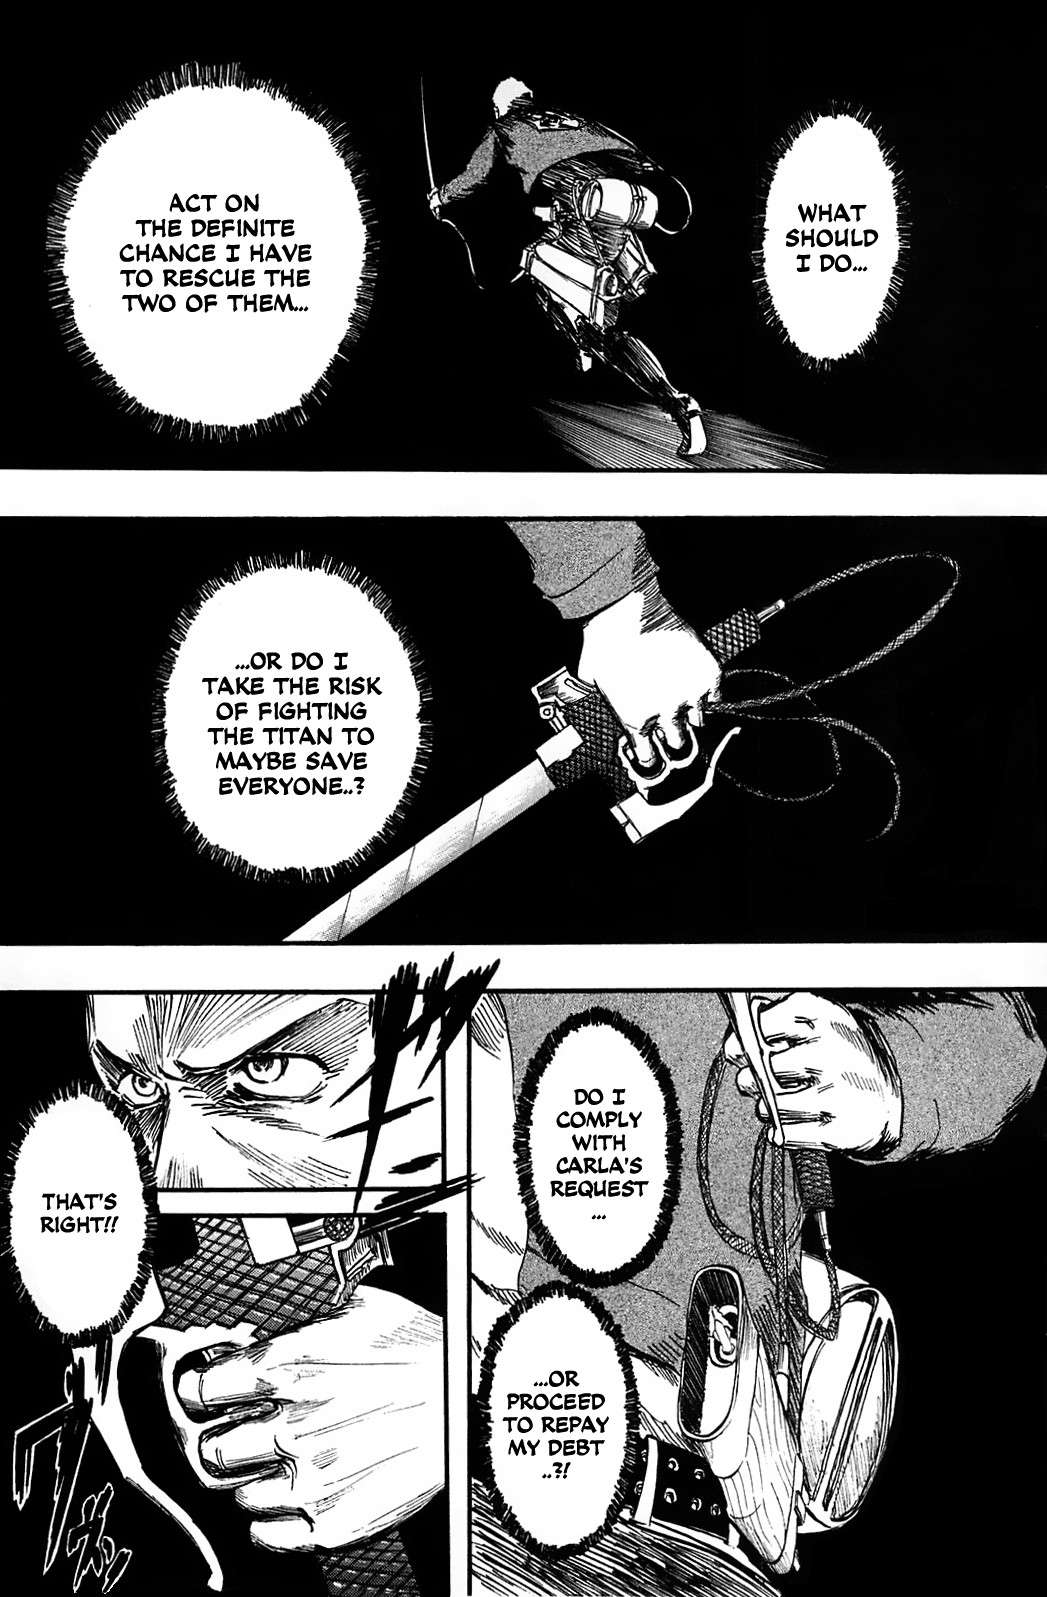 WHAT
SHOULD
I DO...
ACT ON
THE DEFINITE
CHANCE I HAVE
TO RESCUE THE
TWO OF THEM...
...OR DO I
TAKE THE RISK
OF FIGHTING
THE TITAN TO
MAYBE SAVE
EVERYONE..?
DO I
COMPLY
WITH
CARLA'S
REQUEST
...
...OR
PROCEED
TO REPAY
MY DEBT
..?!
THAT'S
RIGHT!!